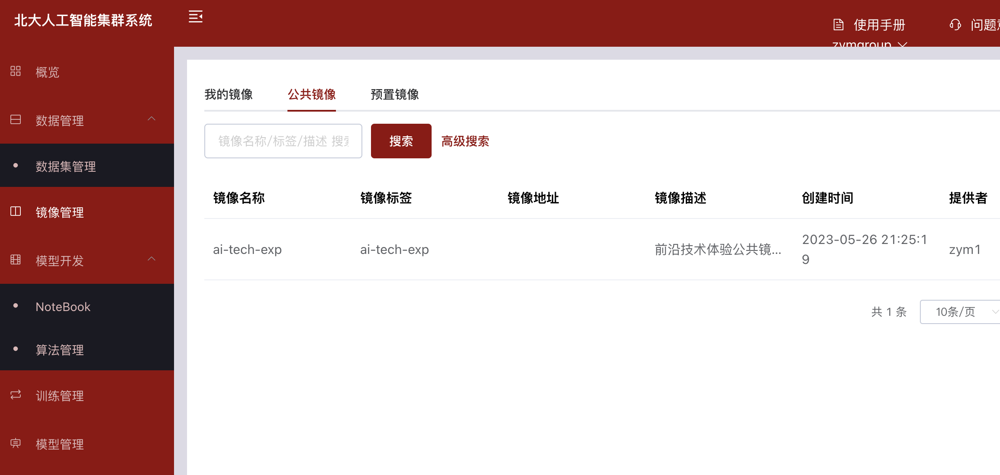 北大人工智能集群系统
使用手册
问题
zymgroup
概览
数据管理
数据集管理
镜像管理
模型开发
NoteBook
算法管理
训练管理
模型管理
我的镜像 公共镜像 预置镜像
镜像名称/标签/描述 搜
搜索 高级搜索
镜像名称 镜像标签 镜像地址 镜像描述 创建时间 提供者
ai-tech-exp ai-tech-exp 前沿技术体验公共镜... 2023-05-26 21:25:1
9 zym1
共 1 条 10条/页